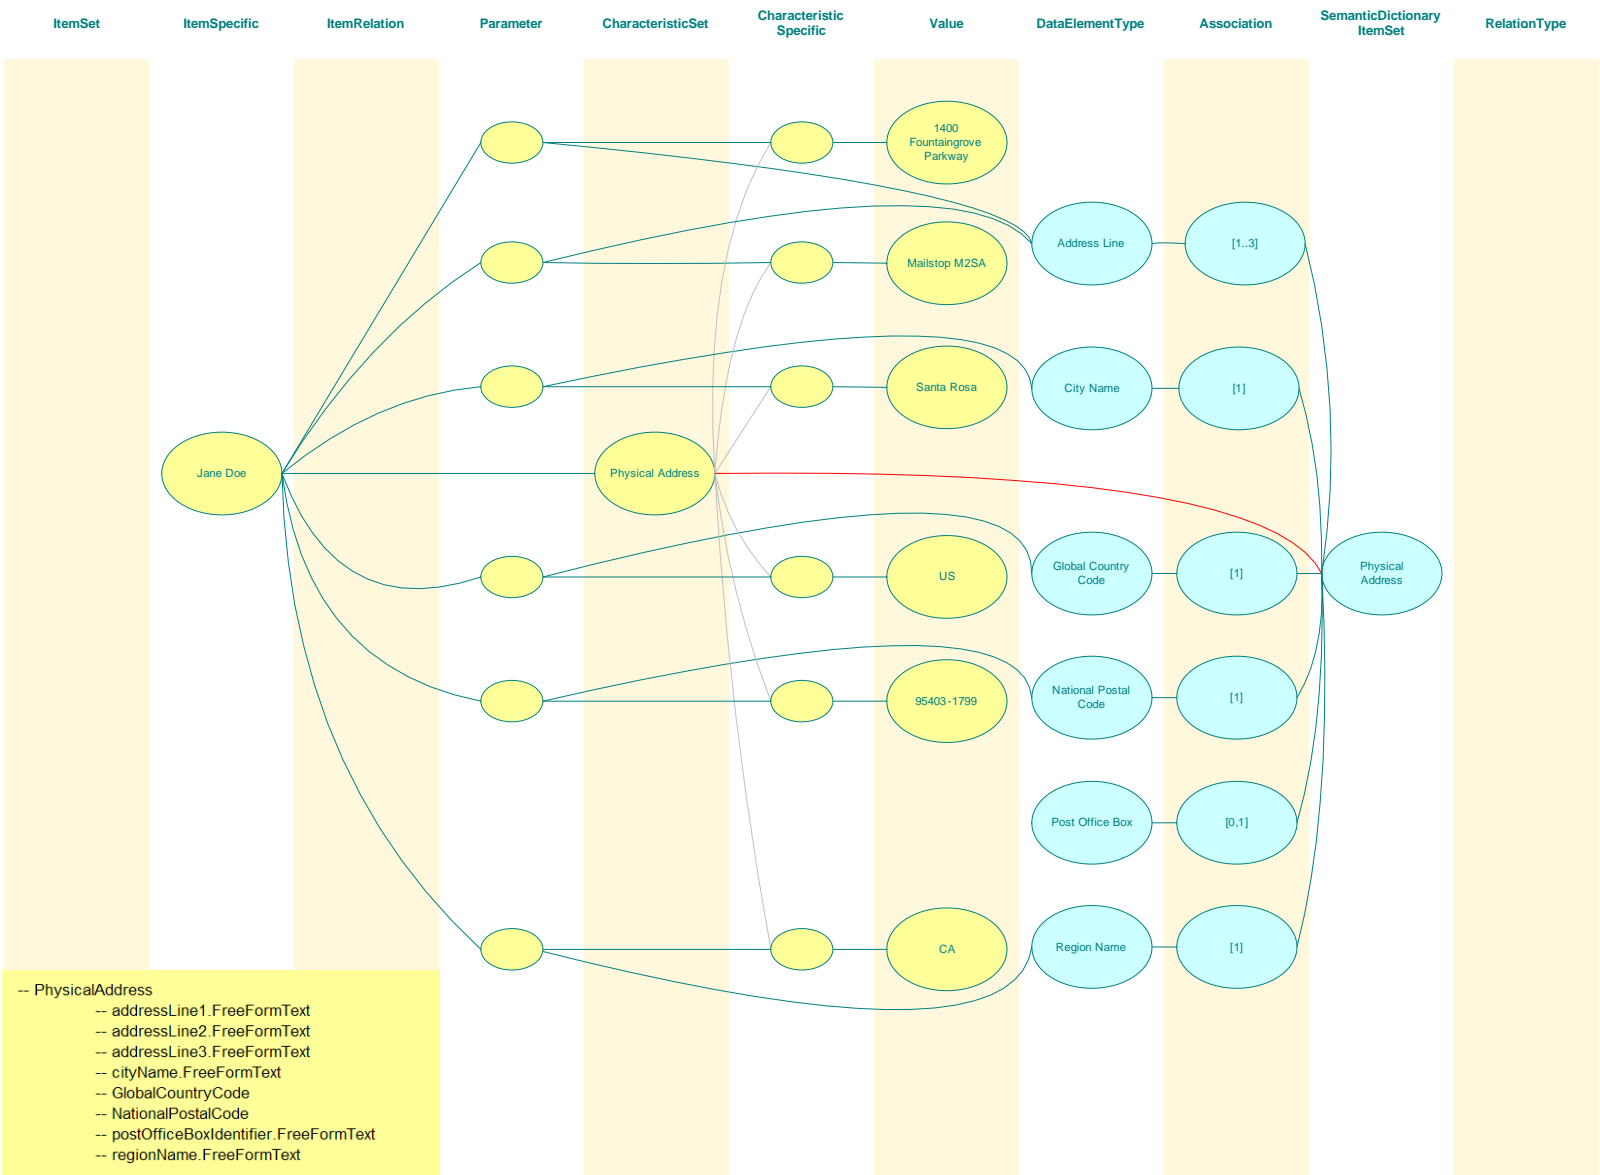 ItemSet
ItemSpecific
ItemRelation
Parameter
CharacteristicSet
Characteristic
Specific
Value
DataElementType
Association
SemanticDictionary
ItemSet
RelationType
1400
Fountaingrove
Parkway
Address Line
[1..3]
Mailstop M2SA
Santa Rosa
City Name
[1]
Jane Doe
Physical Address
US
Global Country
Code
[1]
Physical
Address
95403-1799
National Postal
Code
[1]
Post Office Box
[0,1]
CA
Region Name
[1]
-- PhysicalAddress
-- addressLine1.FreeFormText
-- addressLine2.FreeFormText
-- addressLine3.FreeFormText
-- cityName.FreeFormText
-- GlobalCountryCode
-- NationalPostalCode
-- postOfficeBoxIdentifier.FreeFormText
-- regionName.FreeFormText